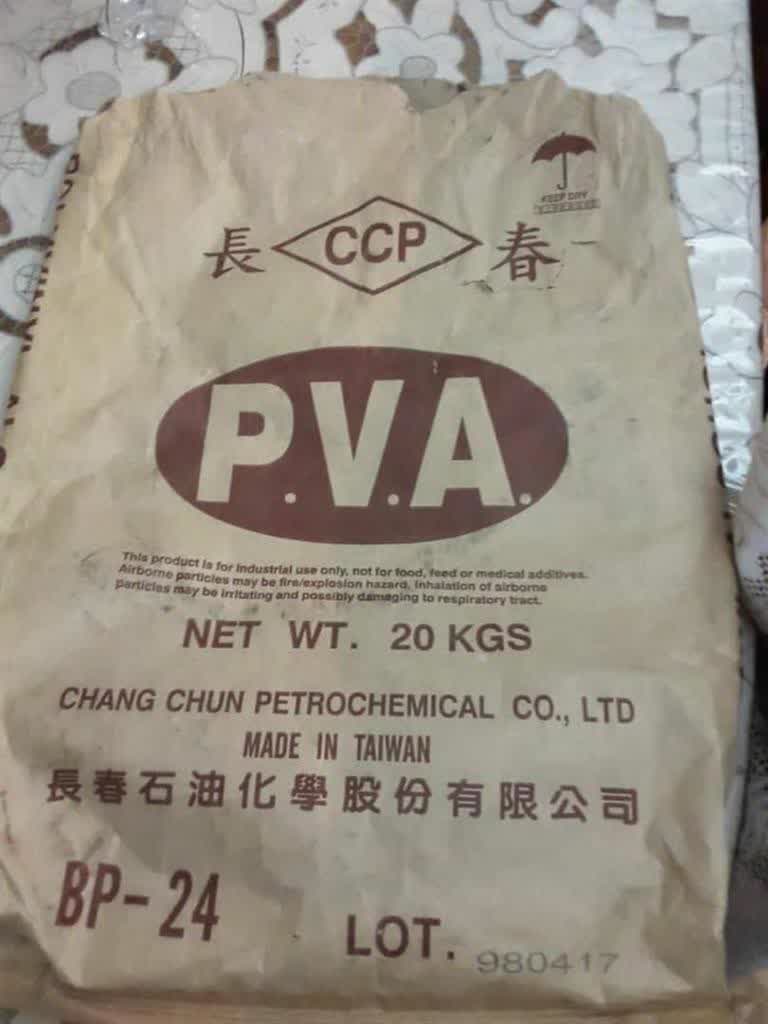 KEEP DRY
長 CCP 春
P.V.A.
This product is for industrial use only, not for food, feed or medical additives.
Airborne particles may be fire/explosion hazard, inhalation of airborne
particles may be irritating and possibly damaging to respiratory tract.
NET WT. 20 KGS
CHANG CHUN PETROCHEMICAL CO., LTD
MADE IN TAIWAN
長春石油化學股份有限公司
BP-24
LOT. 980417